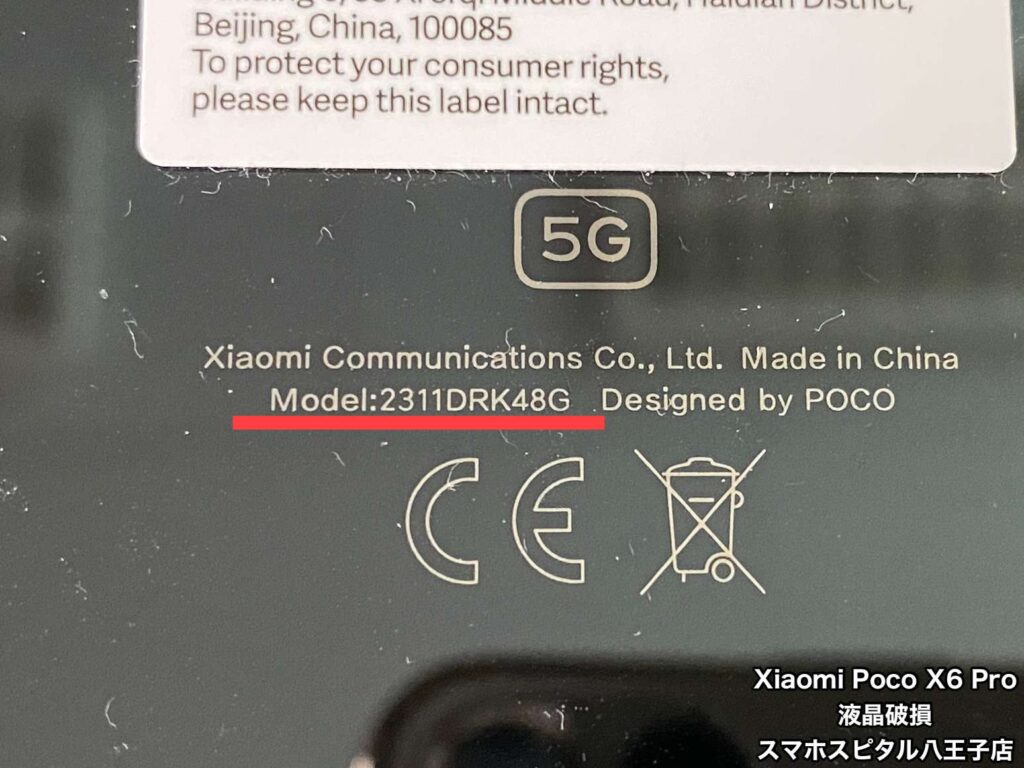 Beijing, China, 100085
To protect your consumer rights,
please keep this label intact.
5G
Xiaomi Communications Co., Ltd. Made in China
Model:2311DRK48G Designed by POCO
CE
Xiaomi Poco X6 Pro
液晶破損
スマホスピタル八王子店